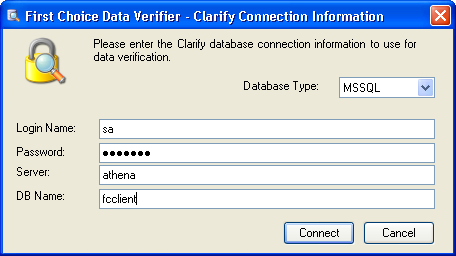 First Choice Data Verifier - Clarify Connection Information
Please enter the Clarify database connection information to use for
data verification.
Database Type: MSSQL
Login Name: sa
Password: ●●●●●●●
Server: athena
DB Name: fcclient
Connect Cancel